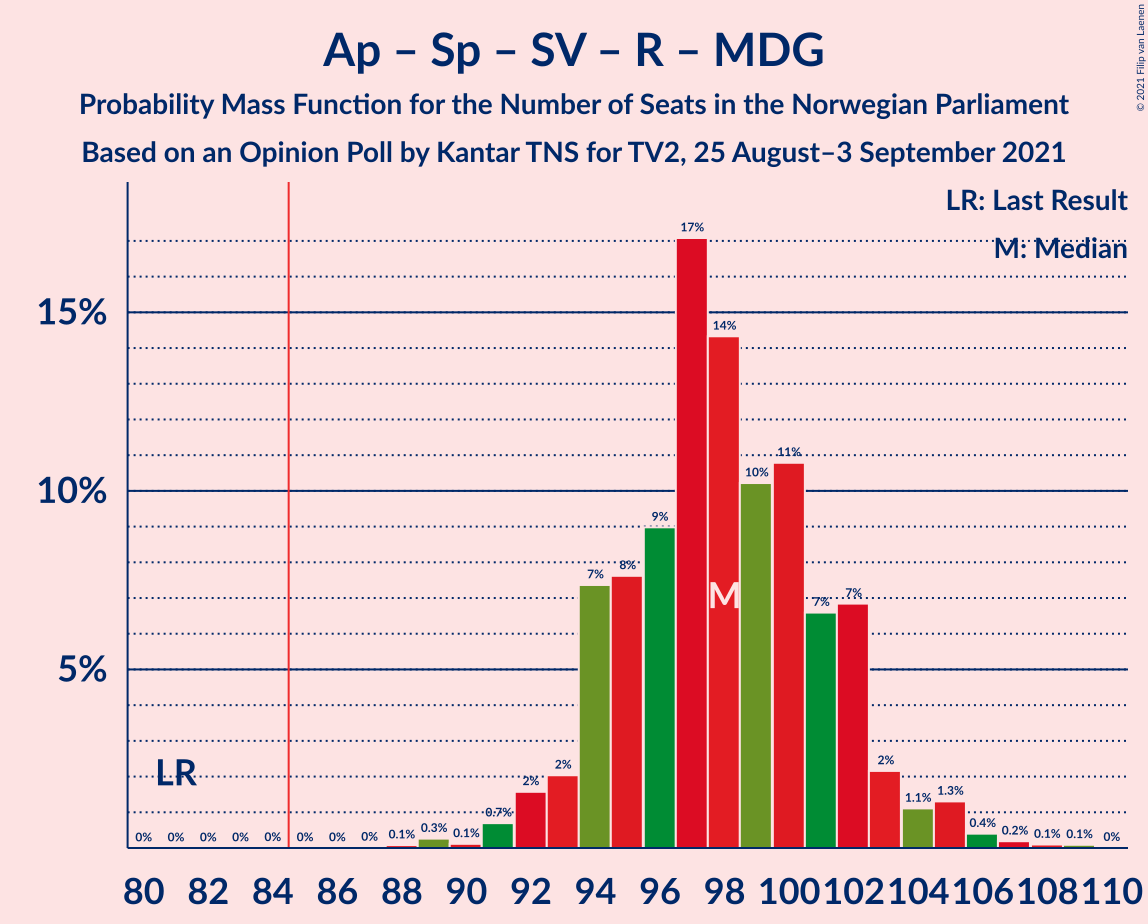 Ap – Sp – SV – R – MDG
Probability Mass Function for the Number of Seats in the Norwegian Parliament
Based on an Opinion Poll by Kantar TNS for TV2, 25 August–3 September 2021
© 2021 Filip van Laenen
LR: Last Result
M: Median
15%
10%
5%
LR
M
0% 0% 0% 0% 0% 0% 0% 0% 0.1% 0.3% 0.1% 0.7% 2% 2% 7% 8% 9% 17% 14% 10% 11% 7% 7% 2% 1.1% 1.3% 0.4% 0.2% 0.1% 0.1% 0%
80 82 84 86 88 90 92 94 96 98 100 102 104 106 108 110